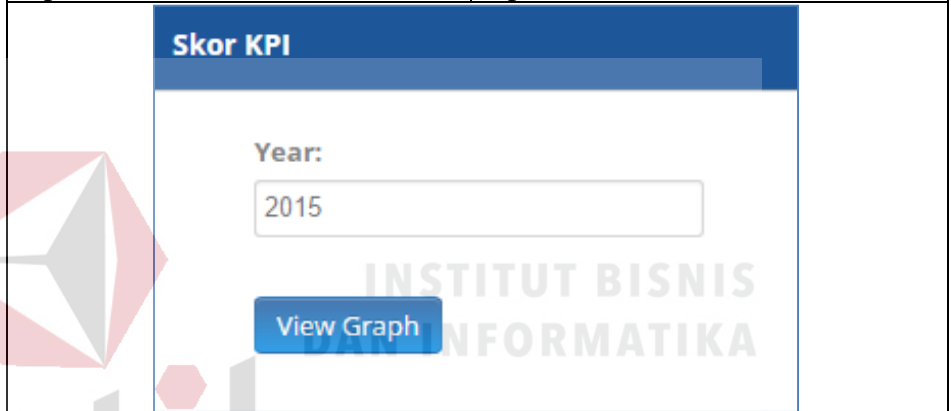 Skor KPI
Year:
2015
INSTITUT BISNIS
View Graph
DAN INFORMATIKA